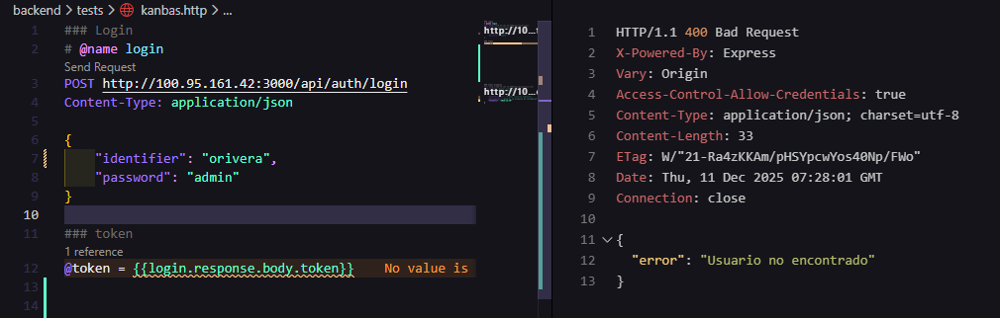 backend > tests > kanbas.http > ...
1 ### Login
2 # @name login
Send Request
3 POST http://100.95.161.42:3000/api/auth/login
4 Content-Type: application/json
5
6 {
7 "identifier": "orivera",
8 "password": "admin"
9 }
10
11 ### token
1 reference
12 @token = {{login.response.body.token}} No value is
13
14
http://10...
http://10...
1 HTTP/1.1 400 Bad Request
2 X-Powered-By: Express
3 Vary: Origin
4 Access-Control-Allow-Credentials: true
5 Content-Type: application/json; charset=utf-8
6 Content-Length: 33
7 ETag: W/"21-Ra4zKKAm/pHSYpcwYos40Np/FWo"
8 Date: Thu, 11 Dec 2025 07:28:01 GMT
9 Connection: close
10
11 {
12 "error": "Usuario no encontrado"
13 }